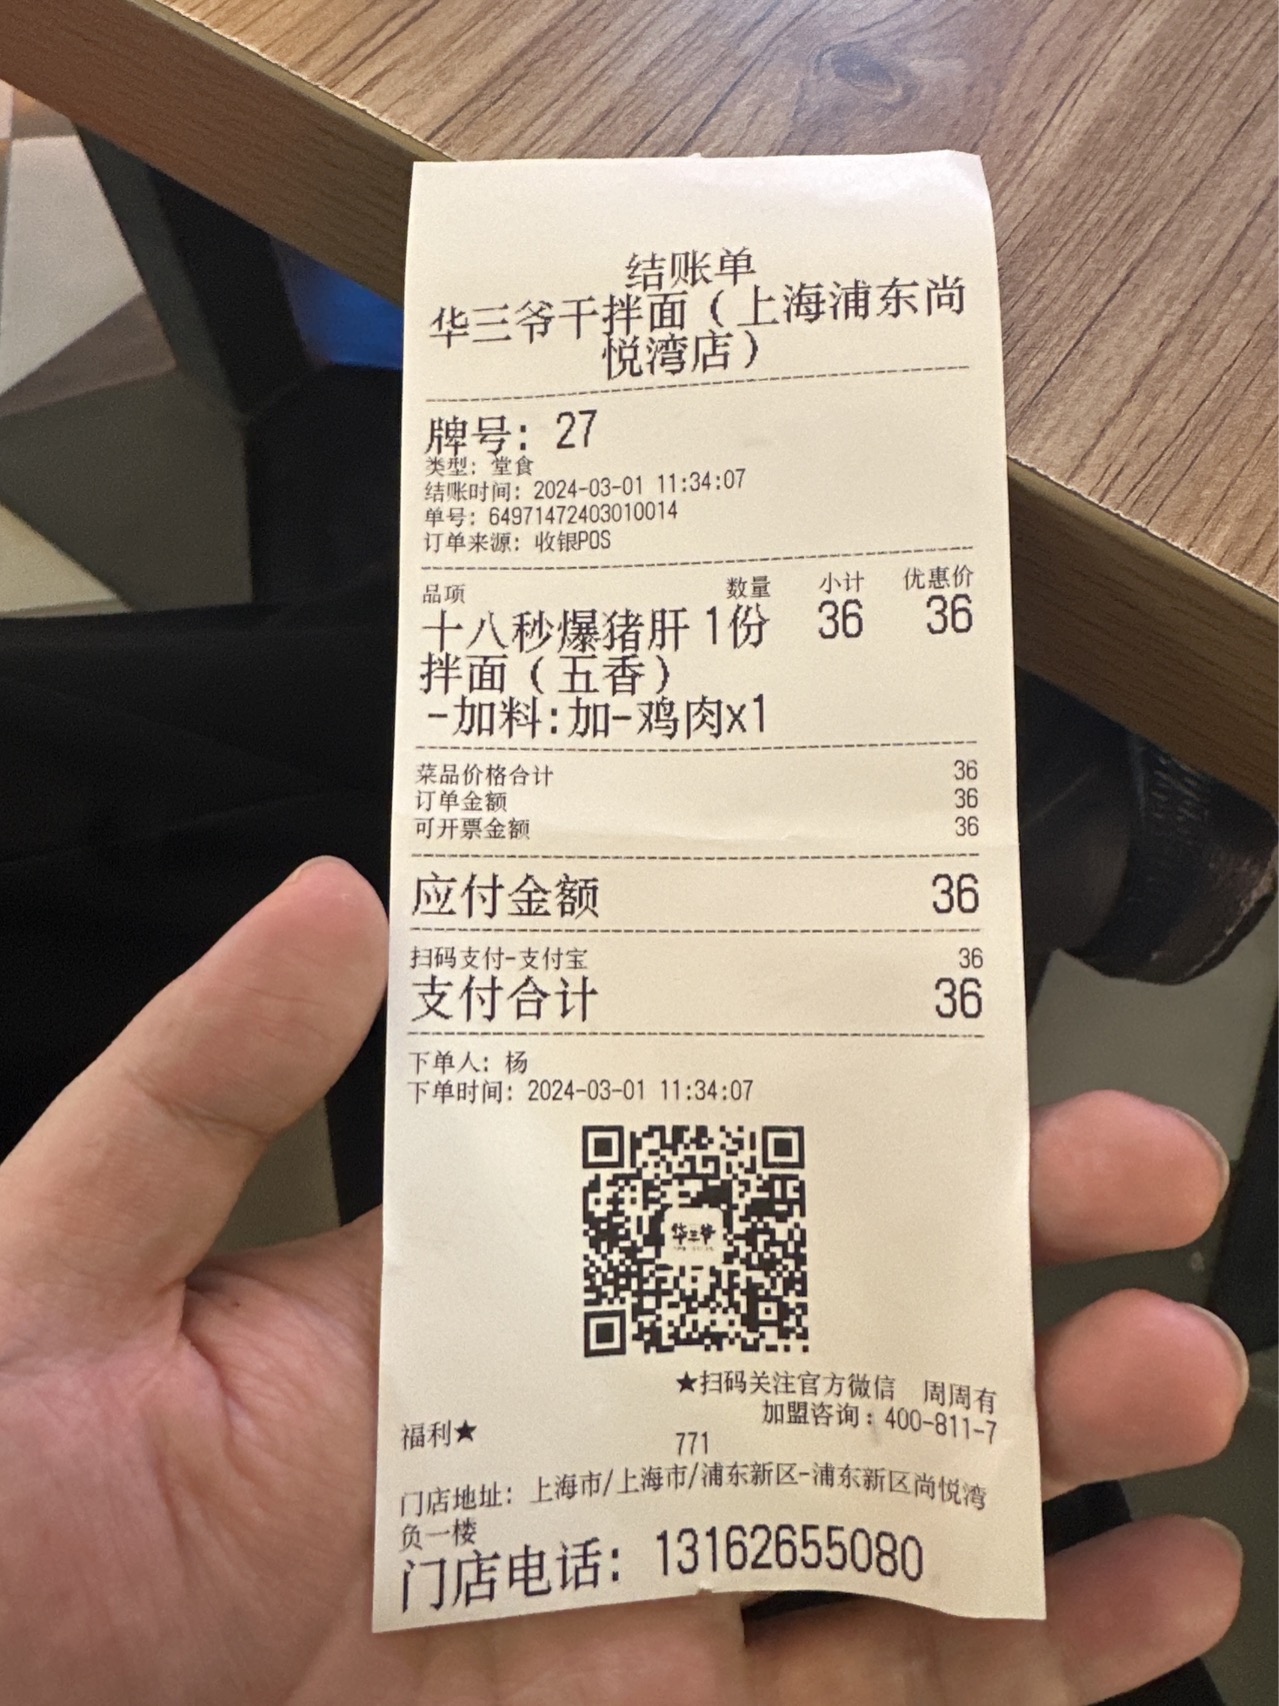 结账单
华三爷干拌面（上海浦东尚
悦湾店）
牌号：27
类型：堂食
结账时间：2024-03-01 11:34:07
单号：64971472403010014
订单来源：收银POS
品项 数量 小计 优惠价
十八秒爆猪肝 1份 36 36
拌面（五香）
-加料:加-鸡肉x1
菜品价格合计 36
订单金额 36
可开票金额 36
应付金额 36
扫码支付-支付宝 36
支付合计 36
下单人：杨
下单时间：2024-03-01 11:34:07
华三爷
★扫码关注官方微信 周周有
福利★ 加盟咨询：400-811-7
771
门店地址：上海市/上海市/浦东新区-浦东新区尚悦湾
负一楼
门店电话：13162655080